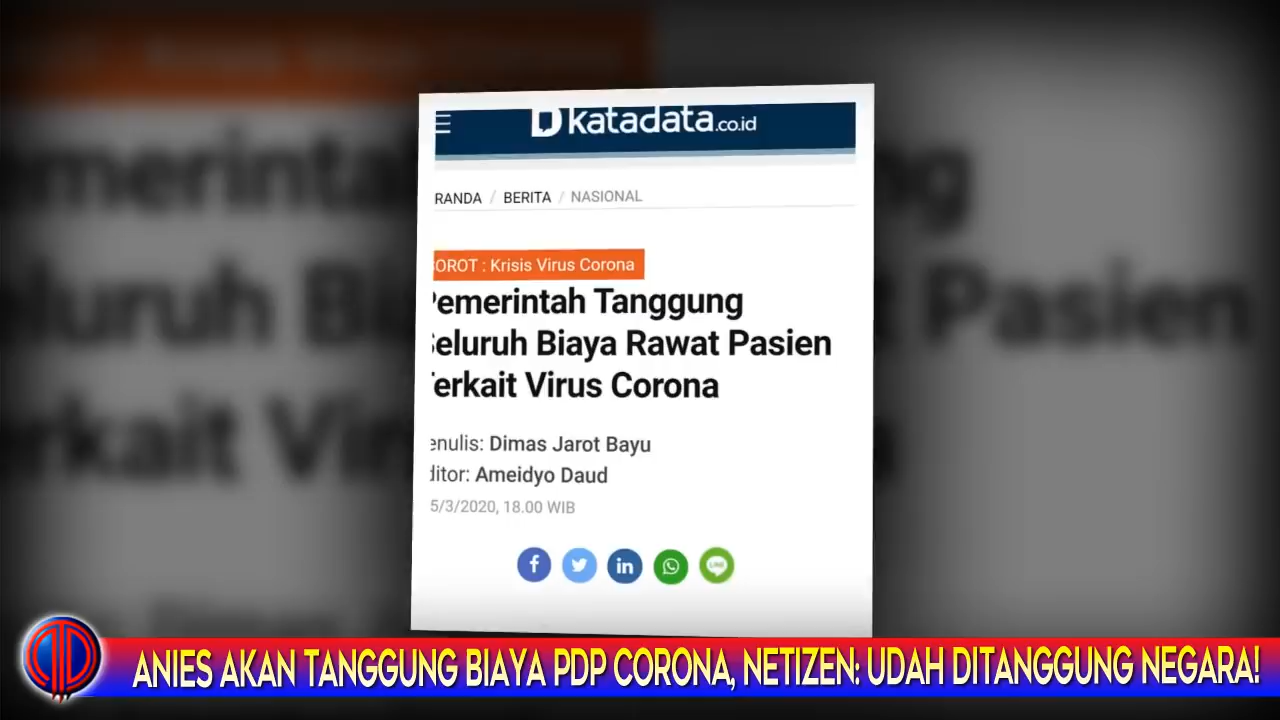 katadata.co.id
RANDA / BERITA / NASIONAL
OROT : Krisis Virus Corona
Pemerintah Tanggung
Seluruh Biaya Rawat Pasien
Terkait Virus Corona
enulis: Dimas Jarot Bayu
ditor: Ameidyo Daud
5/3/2020, 18.00 WIB
ANIES AKAN TANGGUNG BIAYA PDP CORONA, NETIZEN: UDAH DITANGGUNG NEGARA!